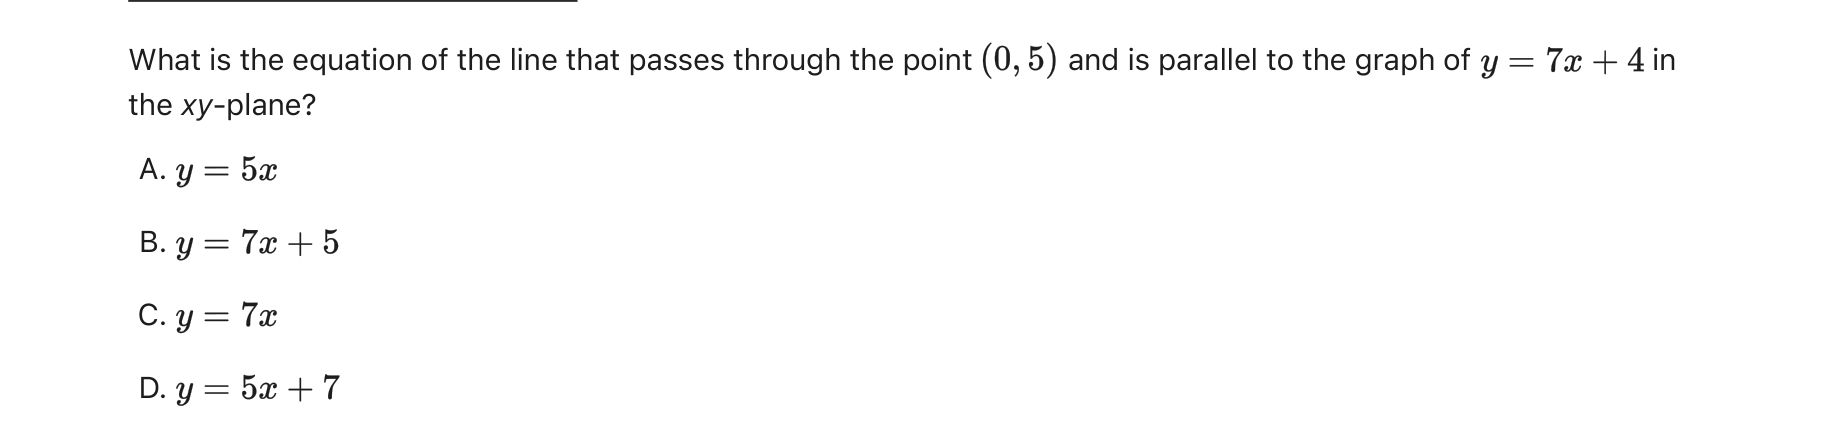 What is the equation of the line that passes through the point (0, 5) and is parallel to the graph of y = 7x + 4 in
the xy-plane?
A. y = 5x
B. y = 7x + 5
C. y = 7x
D. y = 5x + 7